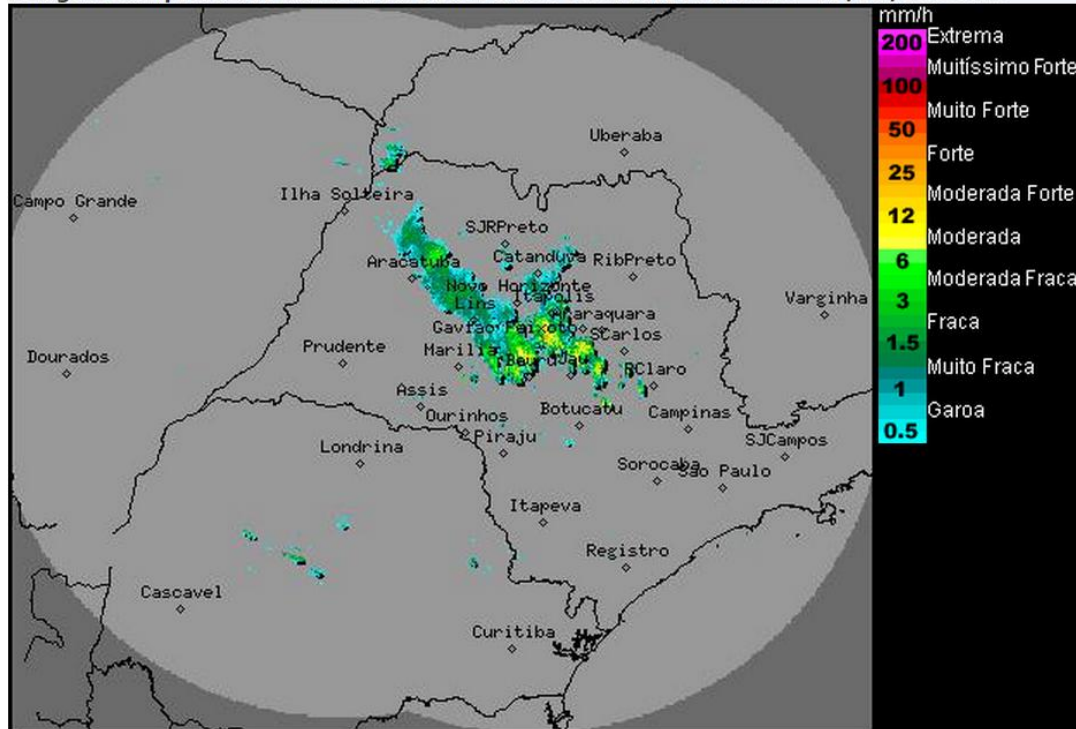 mm/h
200 Extrema
Muitíssimo Forte
100
Muito Forte
50
Forte
25
Moderada Forte
12
Moderada
6
Moderada Fraca
3
Fraca
1.5
Muito Fraca
1
Garoa
0.5
Uberaba
Campo Grande
Ilha Solteira
SJRPreto
Aracatuba
Catanduva
RibPreto
Novo Horizonte
Itapolis
Lins
Varginha
Araraquara
Gaviao Peixoto
SCarlos
Dourados
Prudente
Marilia
Bauru
Jau
RClaro
Assis
Ourinhos
Botucatu
Campinas
Piraju
SJCampos
Londrina
Sorocaba
Sao Paulo
Itapeva
Registro
Cascavel
Curitiba